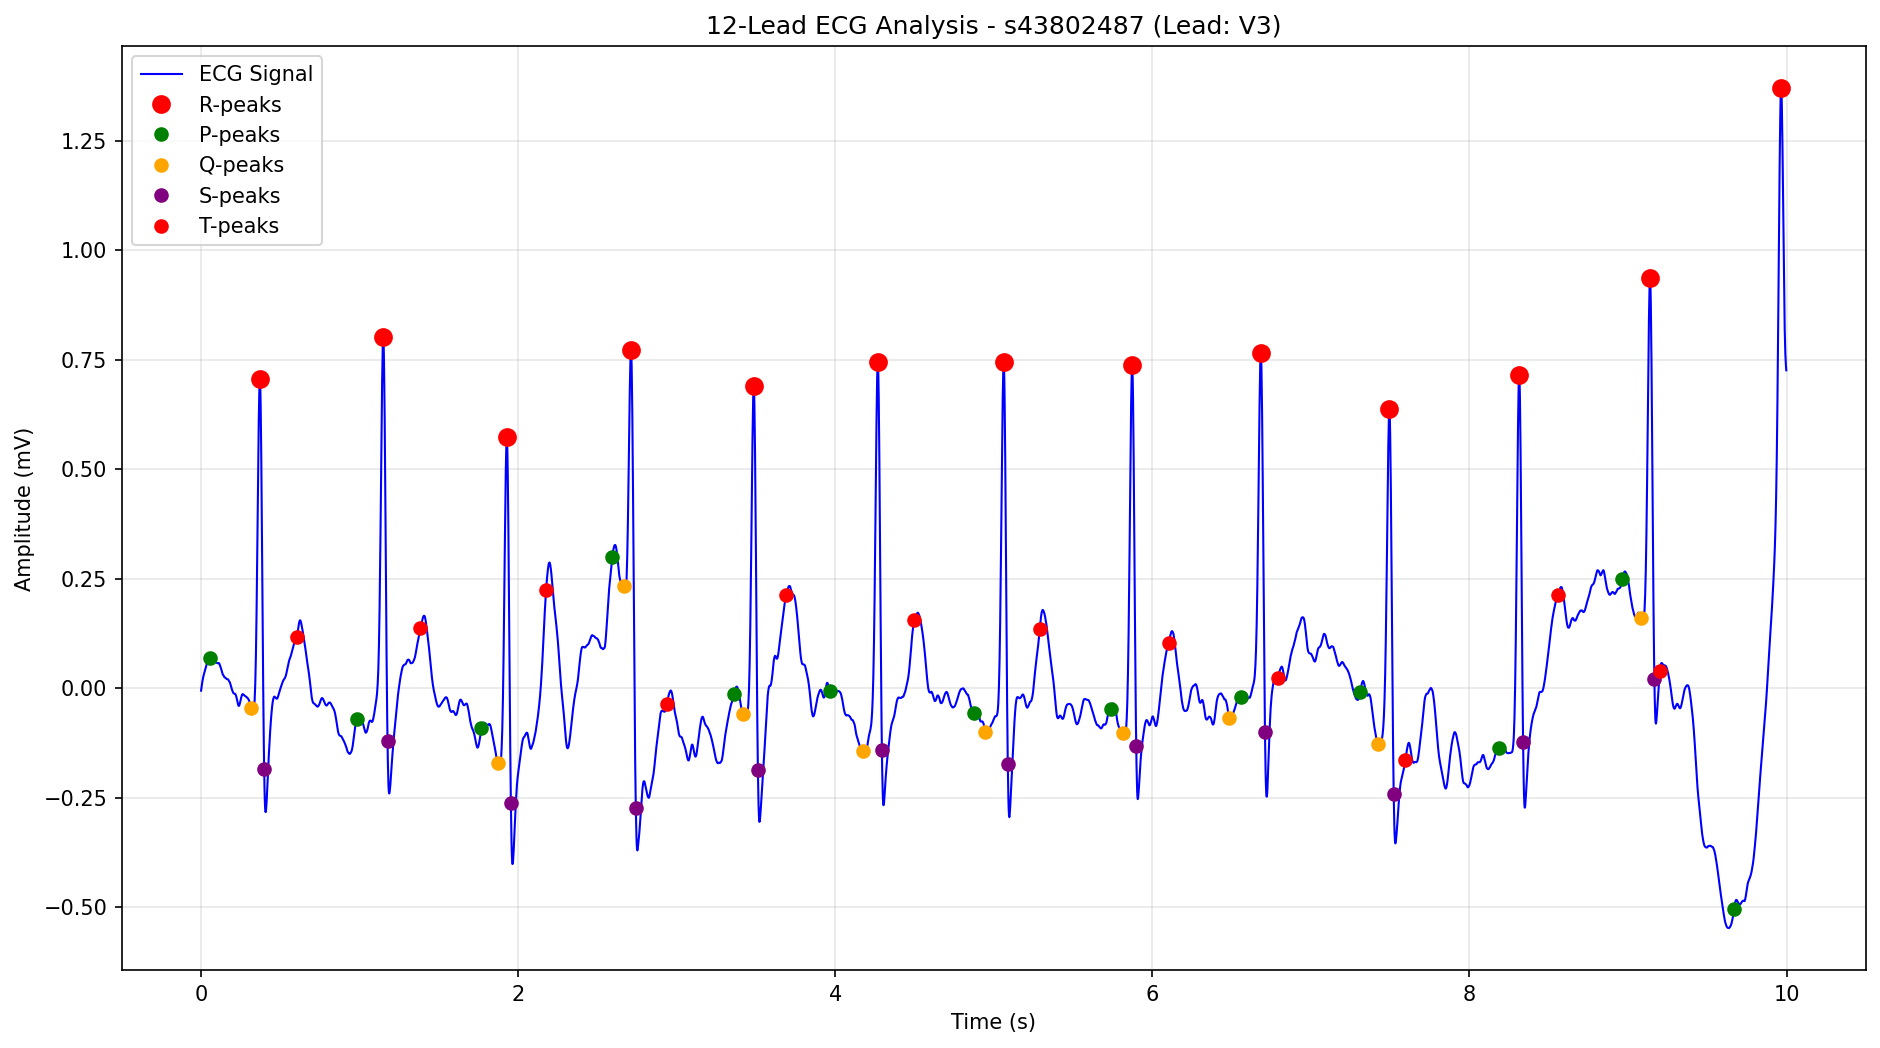 12-Lead ECG Analysis - s43802487 (Lead: V3)
ECG Signal
R-peaks
P-peaks
Q-peaks
S-peaks
T-peaks
Amplitude (mV)
1.25
1.00
0.75
0.50
0.25
0.00
−0.25
−0.50
0 2 4 6 8 10
Time (s)